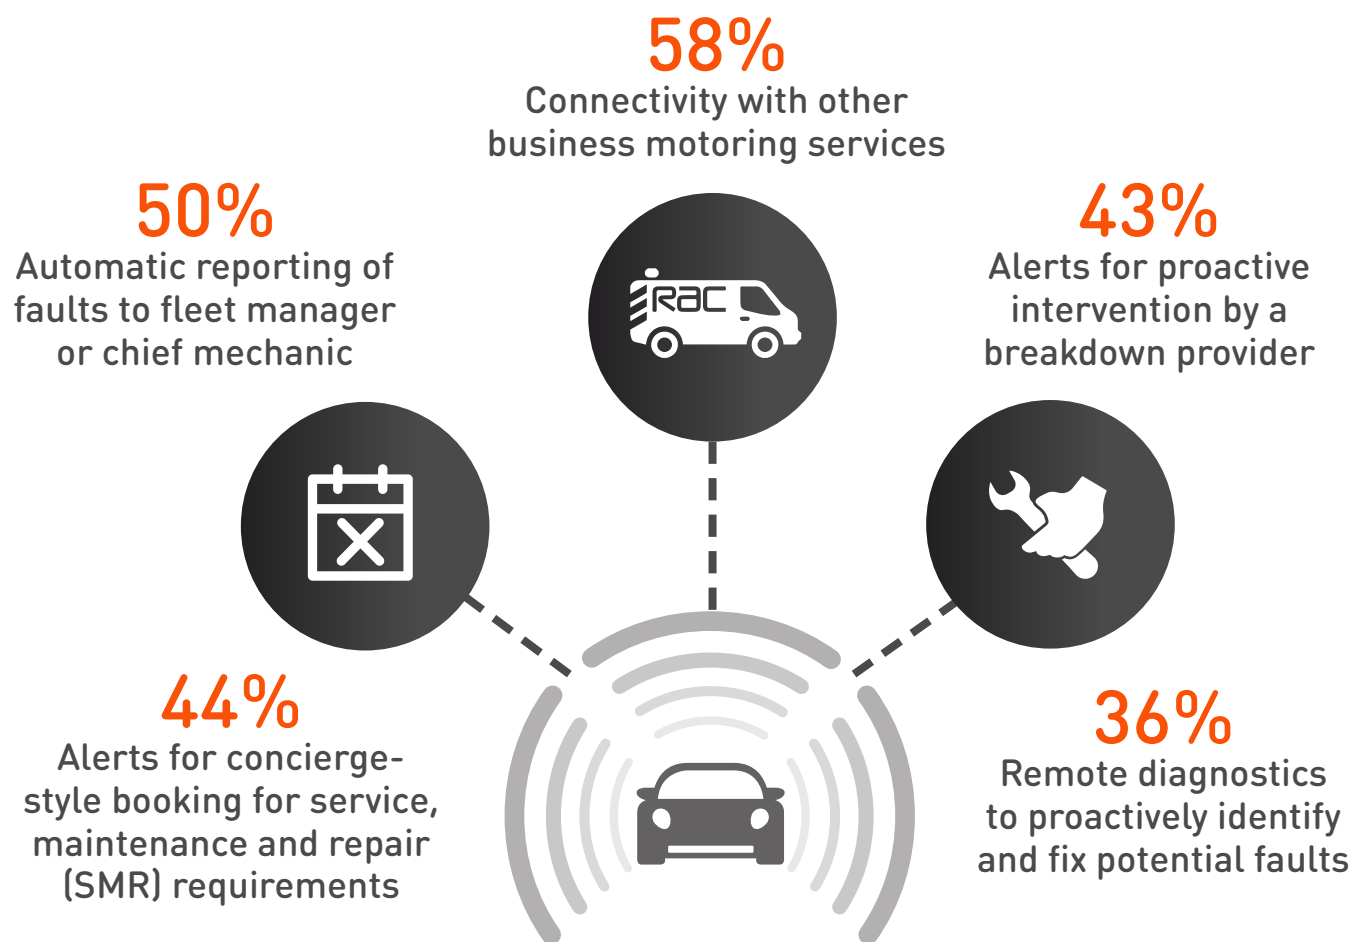 58%
Connectivity with other
business motoring services
50%
Automatic reporting of
faults to fleet manager
or chief mechanic
43%
Alerts for proactive
intervention by a
breakdown provider
RAC
44%
Alerts for concierge-
style booking for service,
maintenance and repair
(SMR) requirements
36%
Remote diagnostics
to proactively identify
and fix potential faults